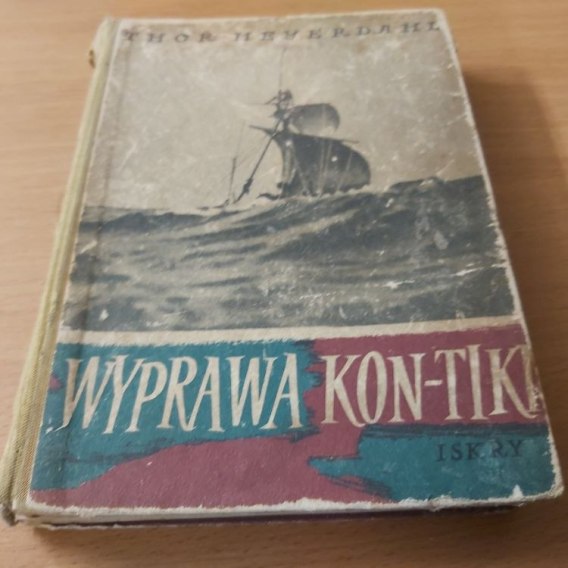 THOR HEYERDAHL
WYPRAWA KON-TIKI
ISKRY